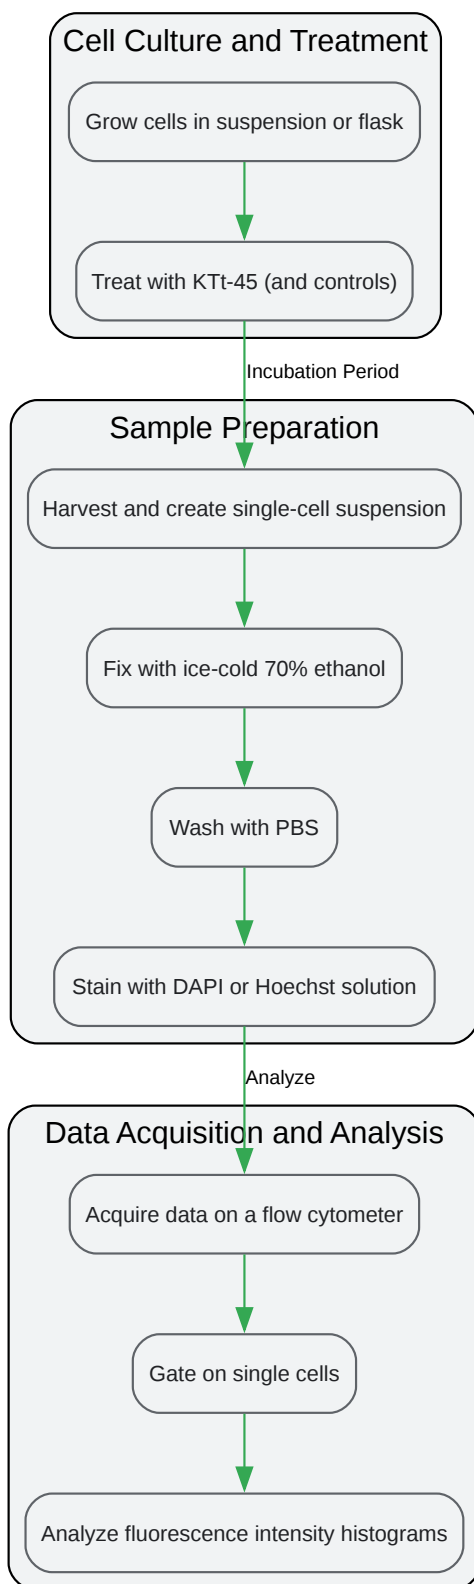 Cell Culture and Treatment
Grow cells in suspension or flask
Treat with KTt-45 (and controls)
Incubation Period
Sample Preparation
Harvest and create single-cell suspension
Fix with ice-cold 70% ethanol
Wash with PBS
Stain with DAPI or Hoechst solution
Analyze
Data Acquisition and Analysis
Acquire data on a flow cytometer
Gate on single cells
Analyze fluorescence intensity histograms